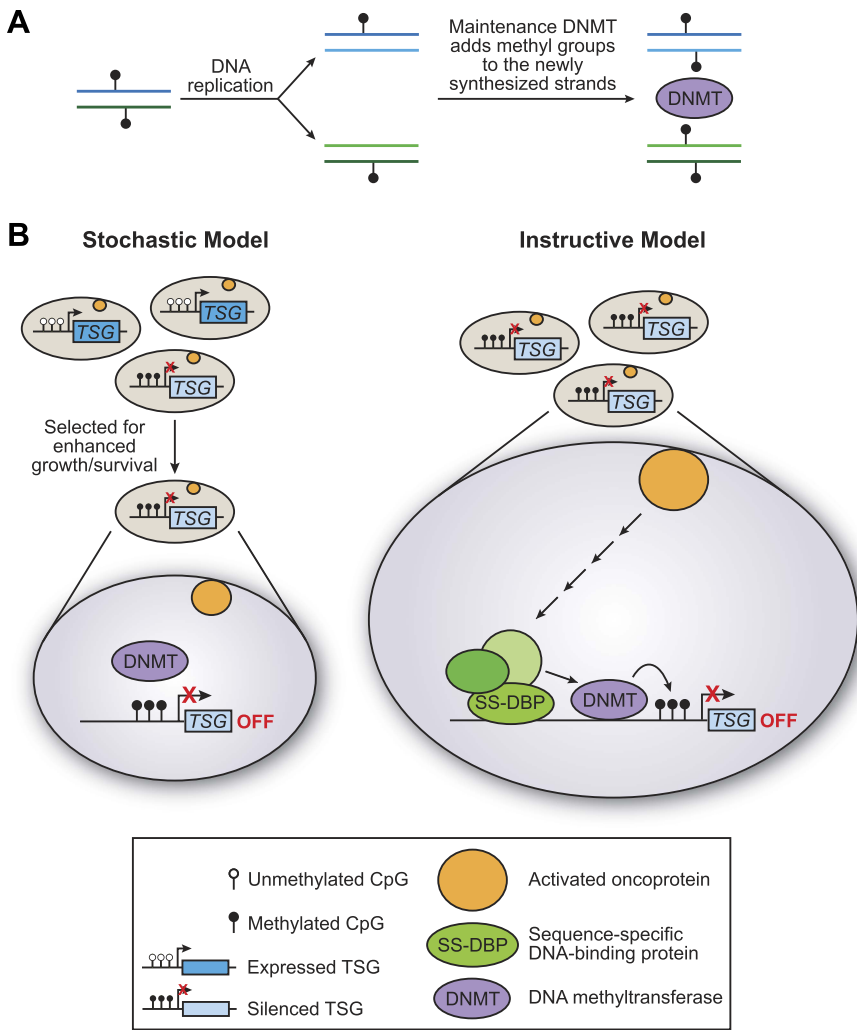 A
DNA
replication
Maintenance DNMT
adds methyl groups
to the newly
synthesized strands
DNMT
B
Stochastic Model
Instructive Model
TSG
TSG
TSG
TSG
TSG
TSG
Selected for
enhanced
growth/survival
TSG
DNMT
TSG OFF
SS-DBP
DNMT
TSG OFF
Unmethylated CpG
Methylated CpG
Expressed TSG
Silenced TSG
Activated oncoprotein
SS-DBP
Sequence-specific
DNA-binding protein
DNMT
DNA methyltransferase